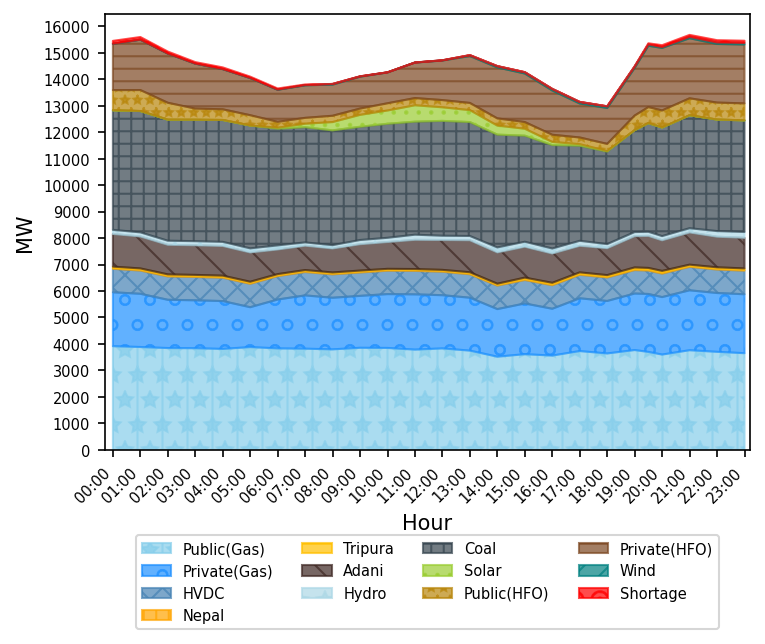 16000
15000
14000
13000
12000
11000
10000
9000
8000
7000
6000
5000
4000
3000
2000
1000
0
MW
00:00 01:00 02:00 03:00 04:00 05:00 06:00 07:00 08:00 09:00 10:00 11:00 12:00 13:00 14:00 15:00 16:00 17:00 18:00 19:00 20:00 21:00 22:00 23:00
Hour
Public(Gas) Tripura Coal Private(HFO)
Private(Gas) Adani Solar Wind
HVDC Hydro Public(HFO) Shortage
Nepal